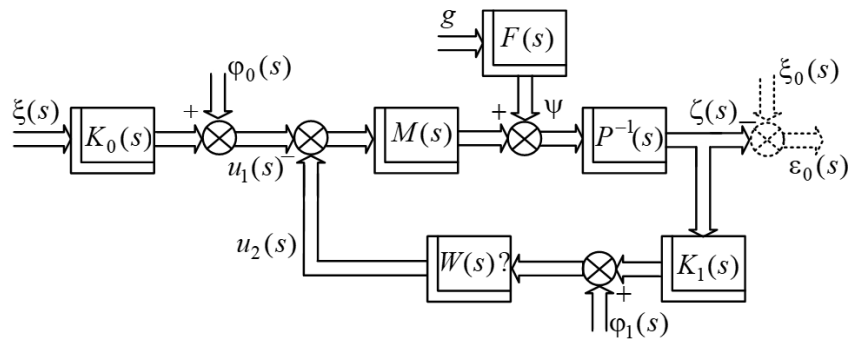 g
F(s)
φ₀(s)
ξ₀(s)
ξ(s)
+
+
ψ
ζ(s)
−
K₀(s)
M(s)
P⁻¹(s)
u₁(s)
−
ε₀(s)
u₂(s)
W(s)?
K₁(s)
+
φ₁(s)